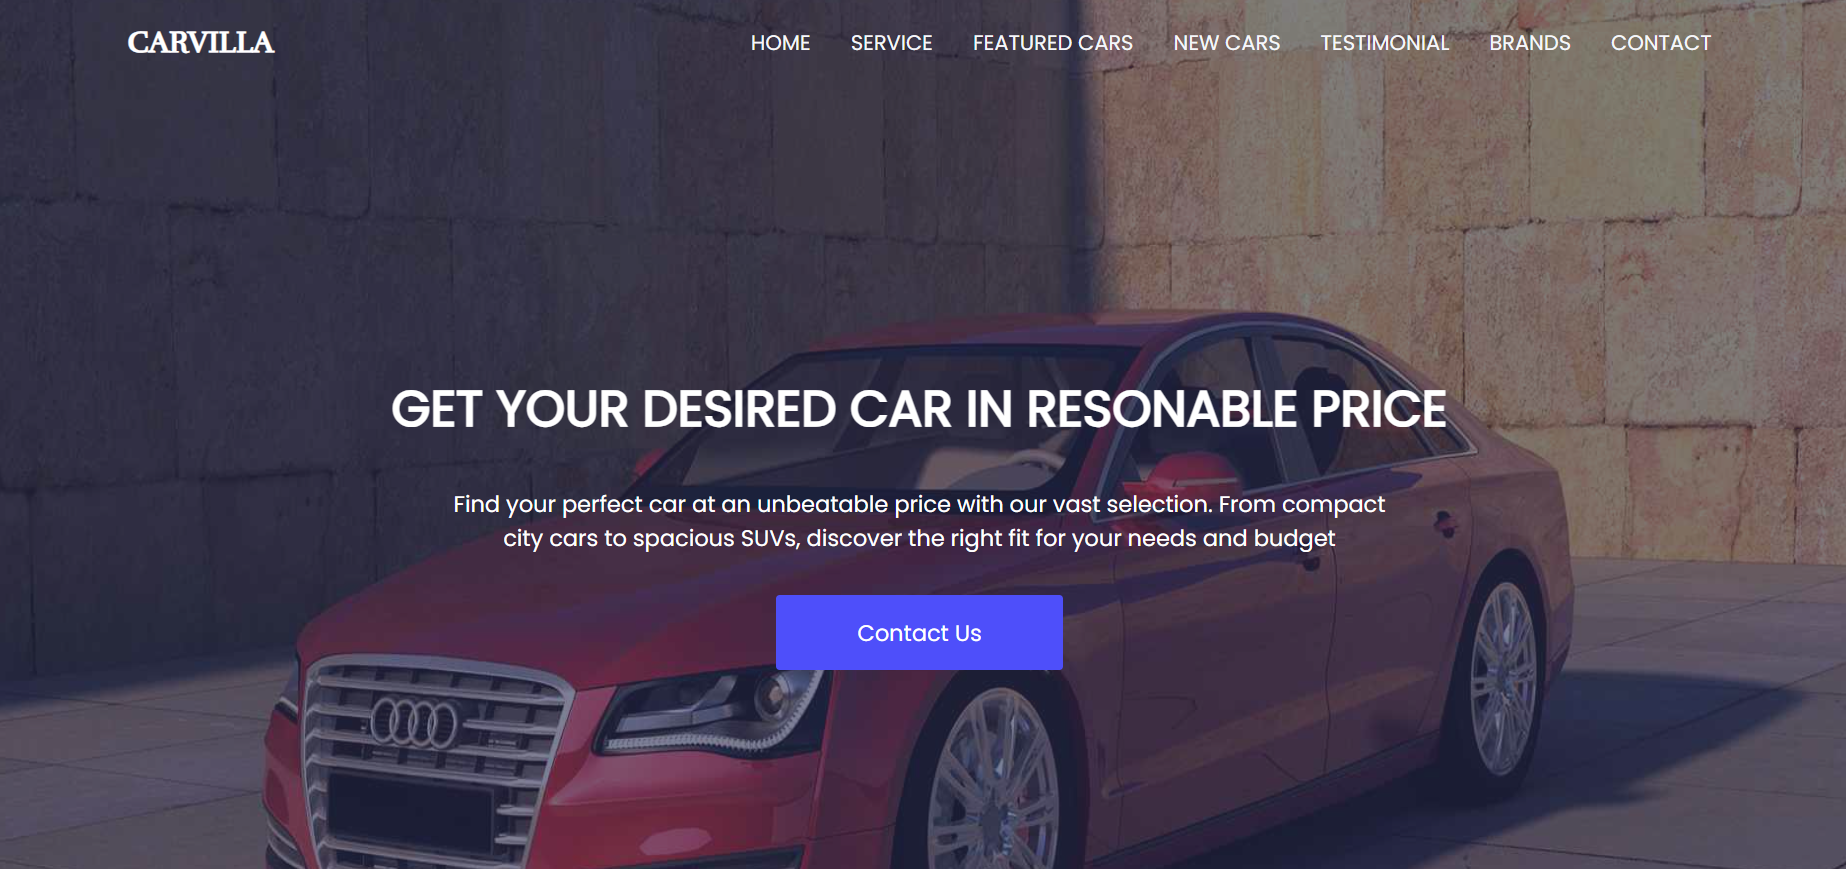 CARVILLA
HOME SERVICE FEATURED CARS NEW CARS TESTIMONIAL BRANDS CONTACT
GET YOUR DESIRED CAR IN RESONABLE PRICE
Find your perfect car at an unbeatable price with our vast selection. From compact
city cars to spacious SUVs, discover the right fit for your needs and budget
Contact Us